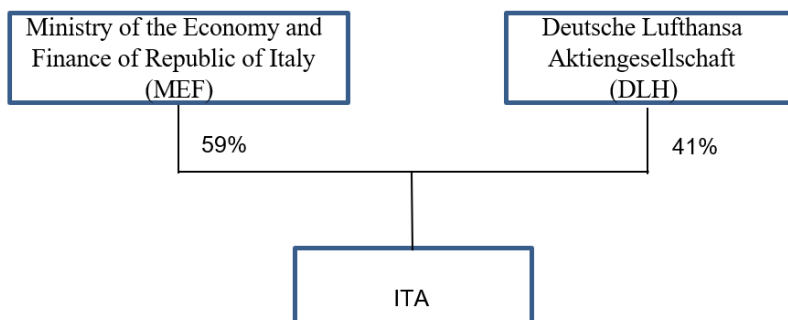 Ministry of the Economy and
Finance of Republic of Italy
(MEF)
Deutsche Lufthansa
Aktiengesellschaft
(DLH)
59%
41%
ITA